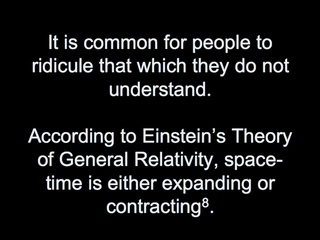 It is common for people to
ridicule that which they do not
understand.
According to Einstein’s Theory
of General Relativity, space-
time is either expanding or
contracting⁸.